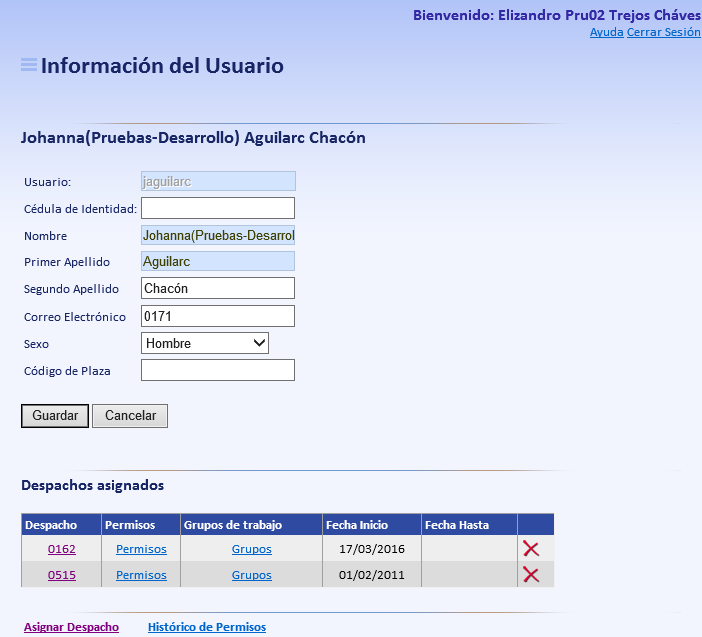 Bienvenido: Elizandro Pru02 Trejos Cháves
Ayuda Cerrar Sesión
Información del Usuario
Johanna(Pruebas-Desarrollo) Aguilarc Chacón
Usuario: jaguilarc
Cédula de Identidad:
Nombre Johanna(Pruebas-Desarrol
Primer Apellido Aguilarc
Segundo Apellido Chacón
Correo Electrónico 0171
Sexo Hombre
Código de Plaza
Guardar Cancelar
Despachos asignados
Despacho Permisos Grupos de trabajo Fecha Inicio Fecha Hasta
0162 Permisos Grupos 17/03/2016
0515 Permisos Grupos 01/02/2011
Asignar Despacho Histórico de Permisos